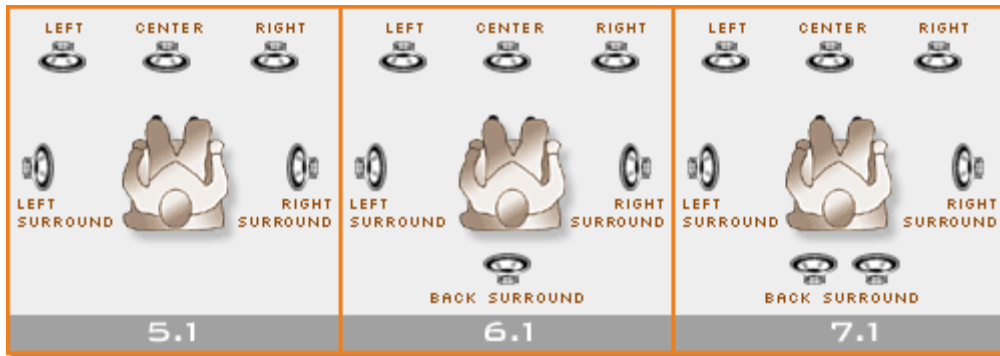 LEFT CENTER RIGHT
LEFT
SURROUND
RIGHT
SURROUND
5.1
LEFT CENTER RIGHT
LEFT
SURROUND
RIGHT
SURROUND
BACK SURROUND
6.1
LEFT CENTER RIGHT
LEFT
SURROUND
RIGHT
SURROUND
BACK SURROUND
7.1